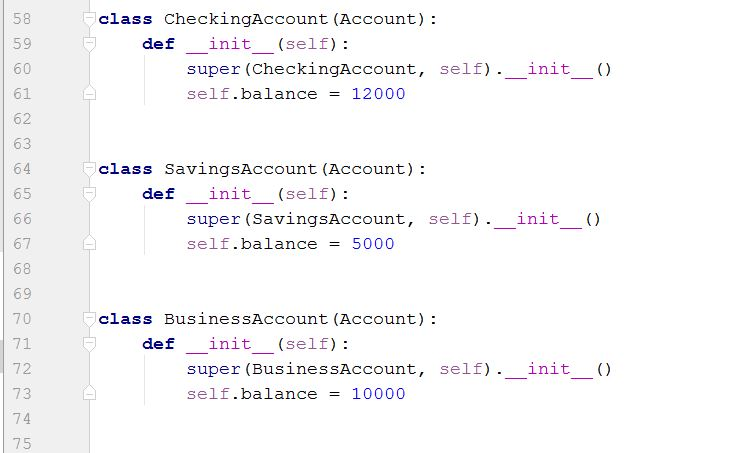 58 class CheckingAccount(Account):
59     def __init__(self):
60         super(CheckingAccount, self).__init__()
61         self.balance = 12000
62
63
64 class SavingsAccount(Account):
65     def __init__(self):
66         super(SavingsAccount, self).__init__()
67         self.balance = 5000
68
69
70 class BusinessAccount(Account):
71     def __init__(self):
72         super(BusinessAccount, self).__init__()
73         self.balance = 10000
74
75